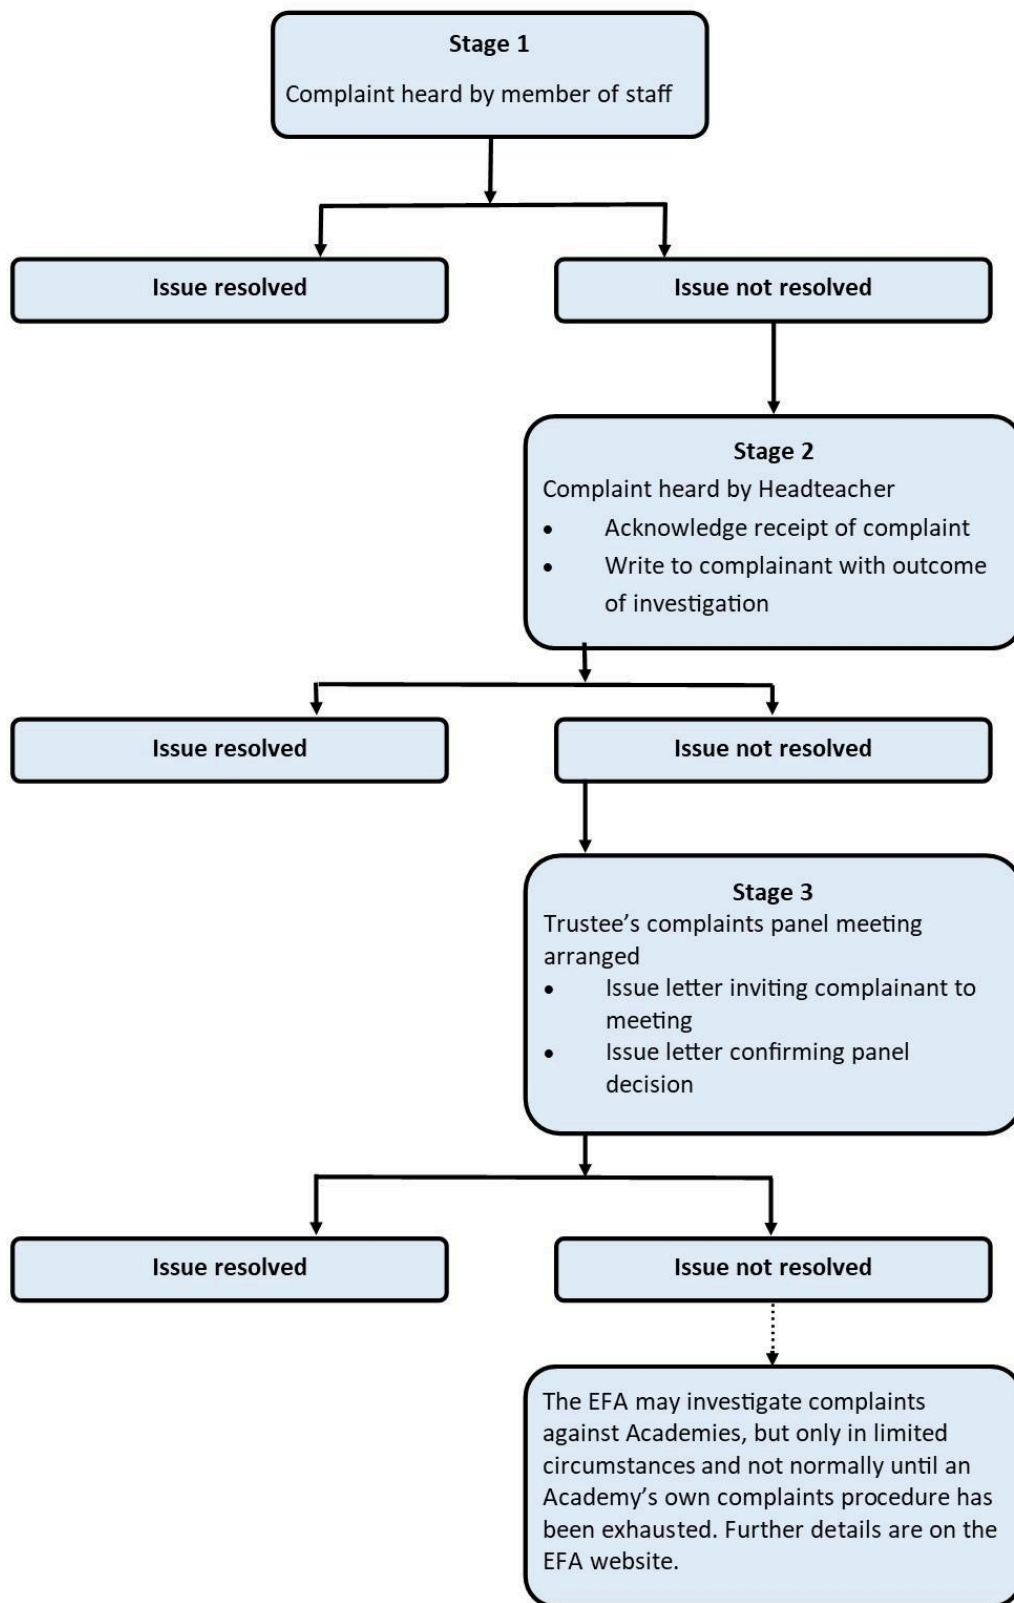 Stage 1
Complaint heard by member of staff
Issue resolved
Issue not resolved
Stage 2
Complaint heard by Headteacher
• Acknowledge receipt of complaint
• Write to complainant with outcome
of investigation
Issue resolved
Issue not resolved
Stage 3
Trustee’s complaints panel meeting
arranged
• Issue letter inviting complainant to
meeting
• Issue letter confirming panel
decision
Issue resolved
Issue not resolved
The EFA may investigate complaints
against Academies, but only in limited
circumstances and not normally until an
Academy’s own complaints procedure has
been exhausted. Further details are on the
EFA website.